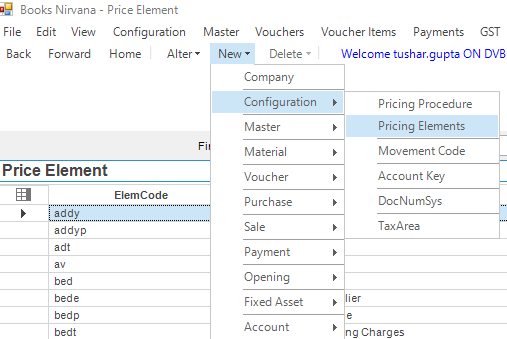 Books Nirvana - Price Element
File Edit View Configuration Master Vouchers Voucher Items Payments GST
Back Forward Home Alter New Delete Welcome tushar.gupta ON DVB
Company
Configuration
Pricing Procedure
Master
Pricing Elements
Material
Movement Code
Voucher
Account Key
Purchase
DocNumSys
Sale
TaxArea
Payment
Opening
Fixed Asset
Account
Fin
Price Element
ElemCode
addy
addyp
adt
av
bed
bede lier
bedp e
bedt ng Charges